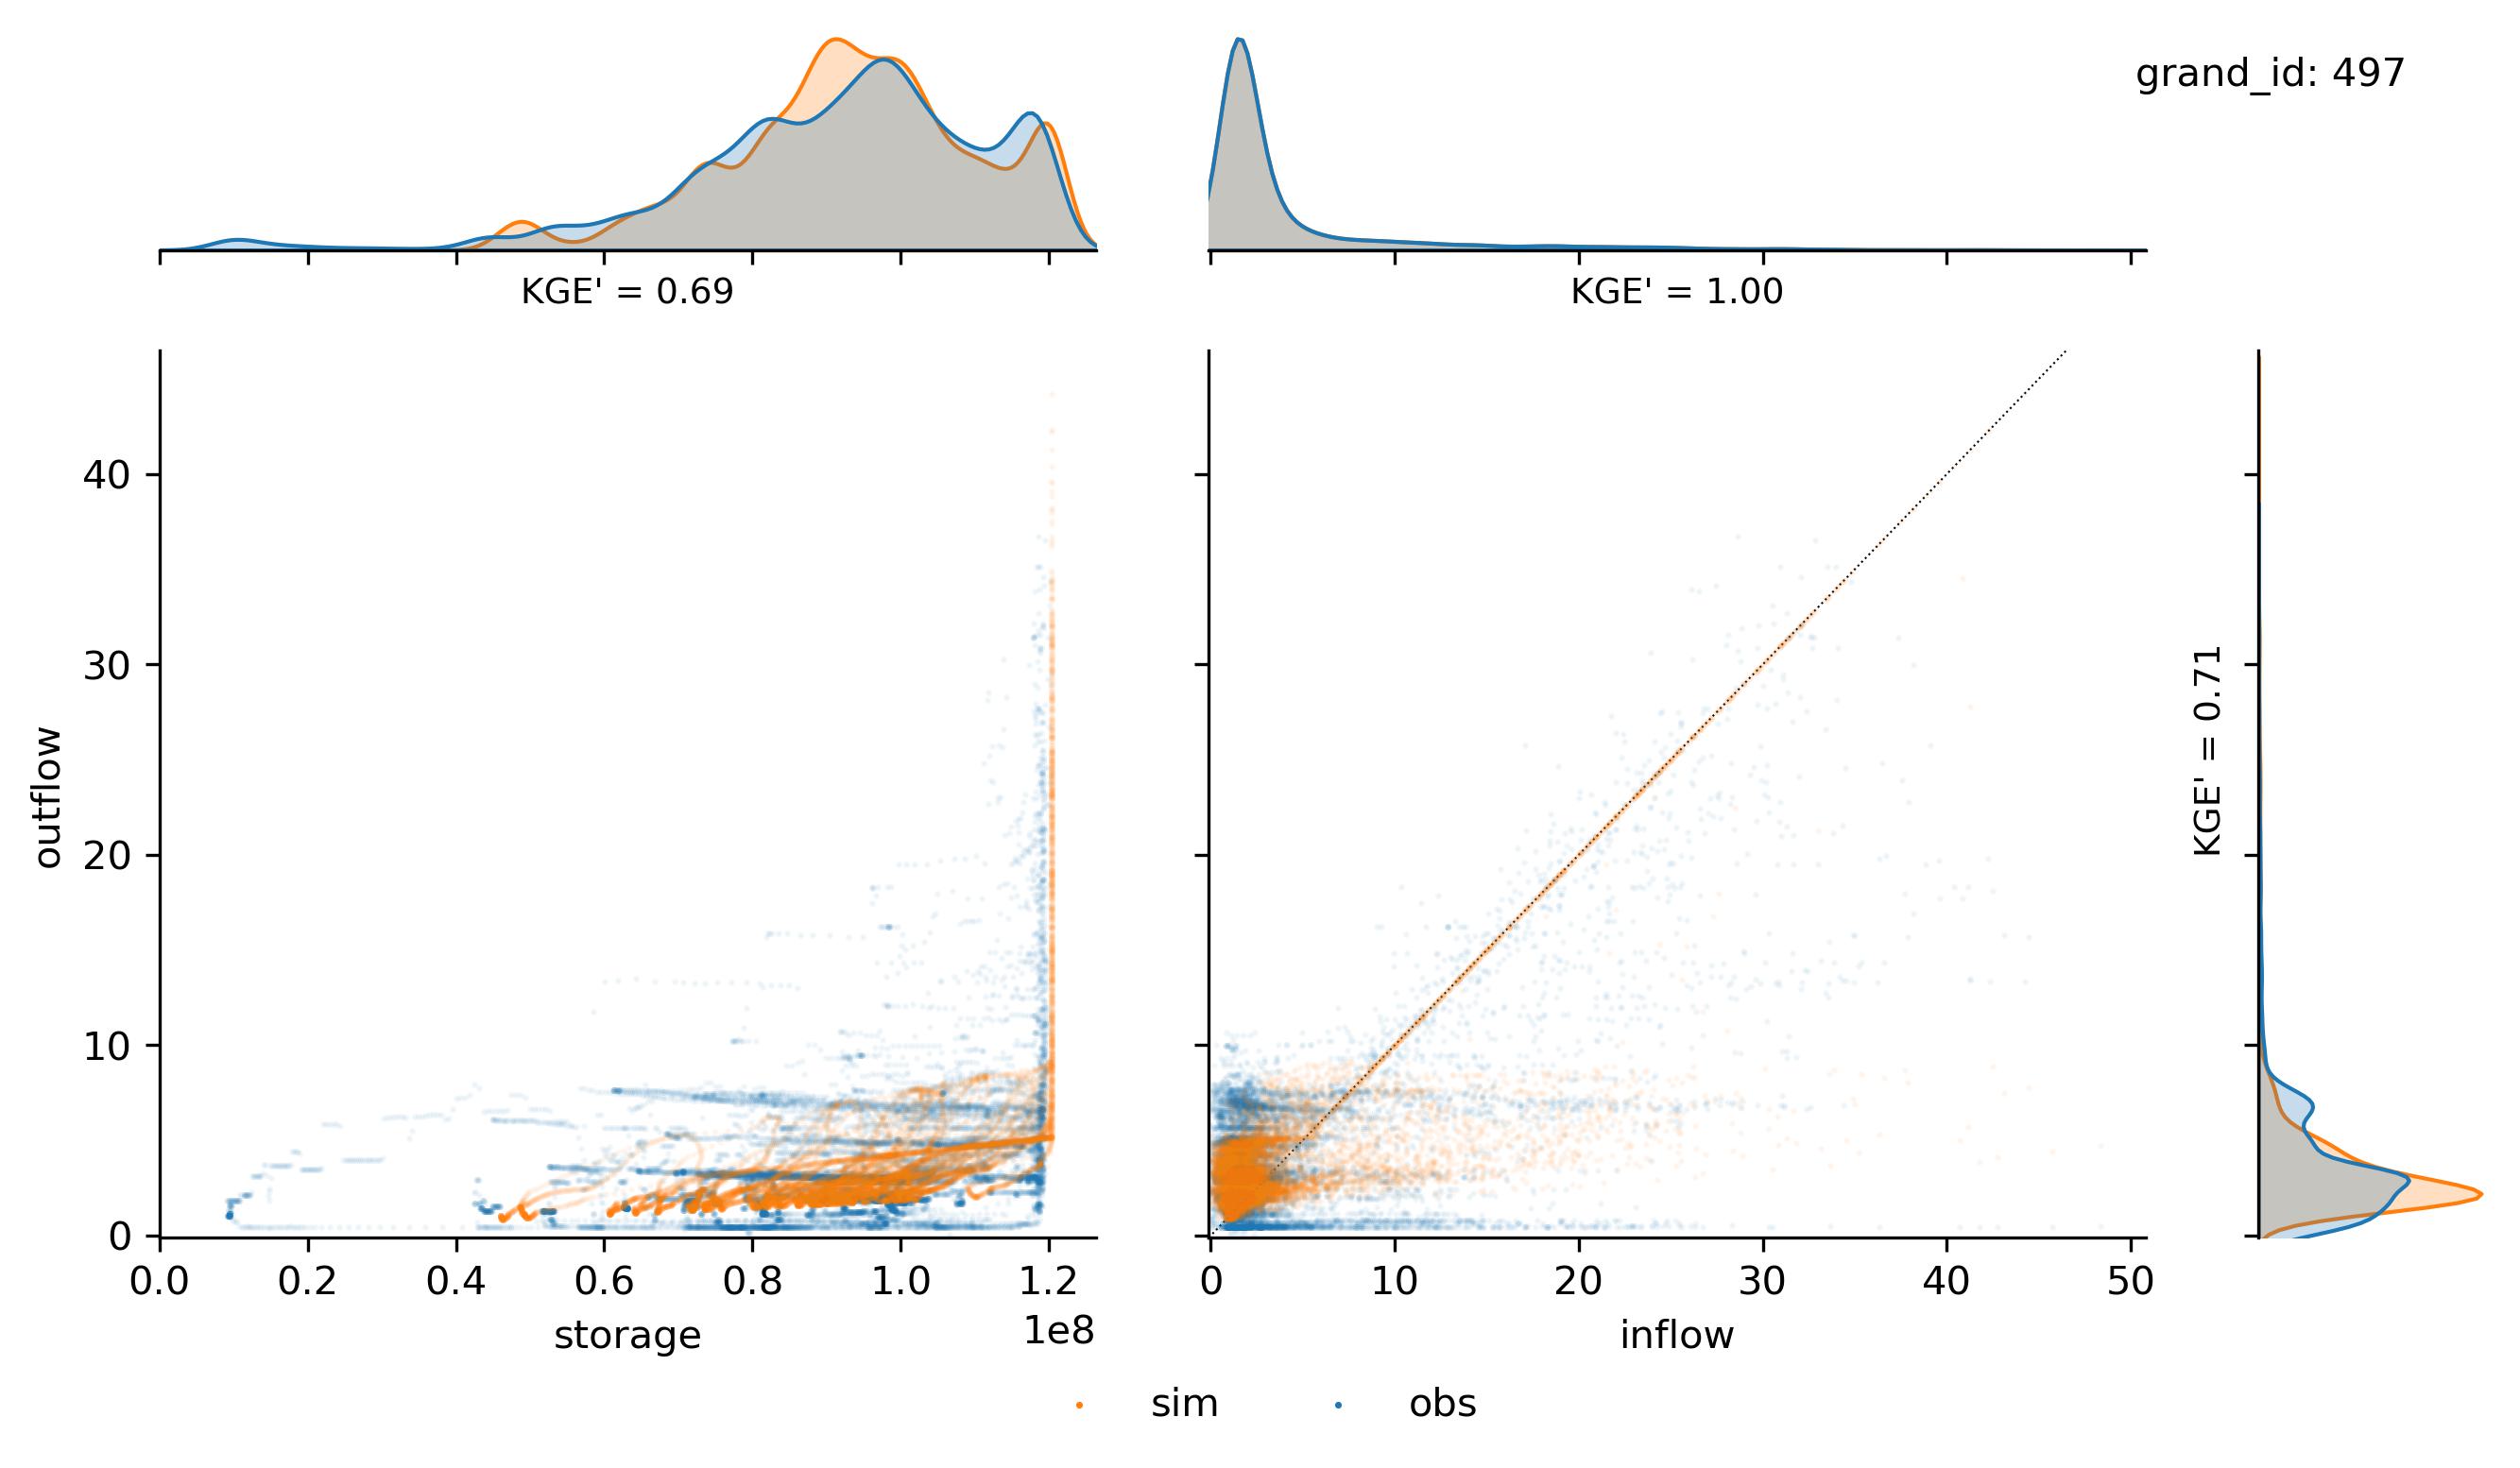 grand_id: 497
KGE' = 0.69
KGE' = 1.00
outflow
40
30
20
10
0
KGE' = 0.71
0.0 0.2 0.4 0.6 0.8 1.0 1.2
1e8
storage
0 10 20 30 40 50
inflow
sim obs